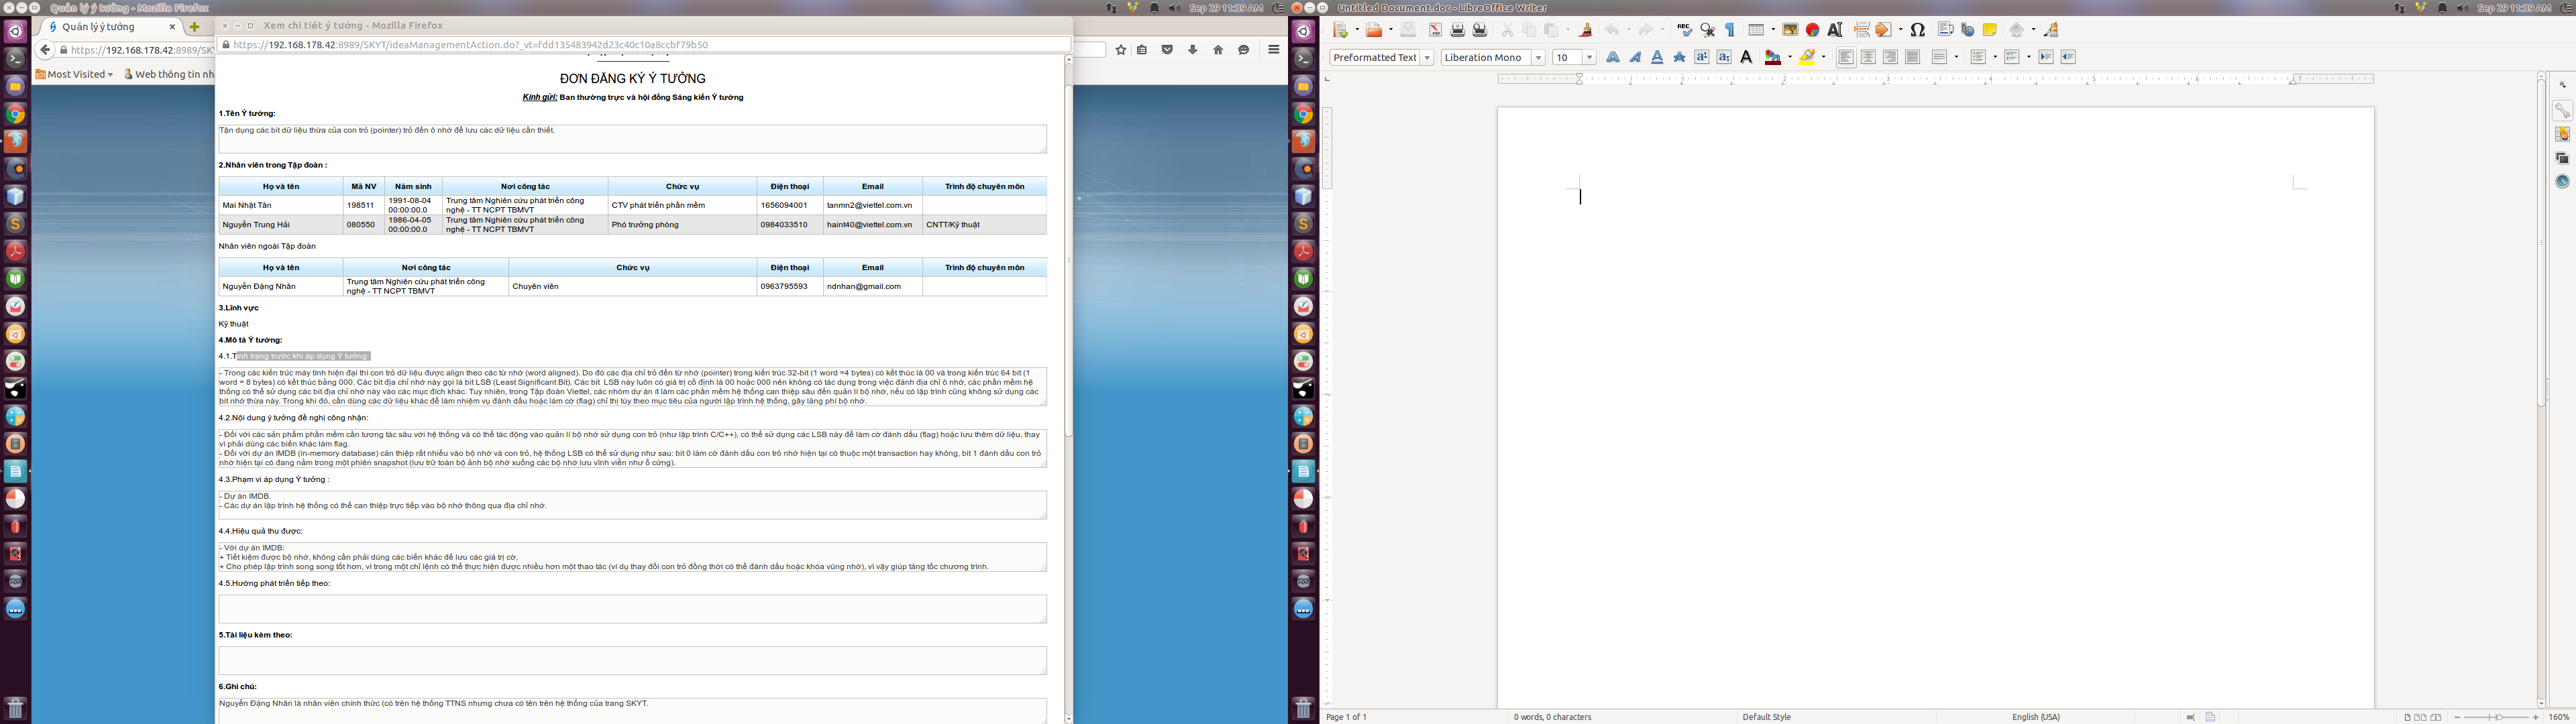 Quản lý ý tưởng - Mozilla Firefox
Sep 29 11:39 AM
Quản lý ý tưởng
https://192.168.178.42:8989/SKY
Most Visited
Web thông tin nh
Xem chi tiết ý tưởng - Mozilla Firefox
https://192.168.178.42:8989/SKYT/ideaManagementAction.do?_vt=fdd135483942d23c40c10a8ccbf79b50
ĐƠN ĐĂNG KÝ Ý TƯỞNG
Kính gửi: Ban thường trực và hội đồng Sáng kiến Ý tưởng
1.Tên Ý tưởng:
Tận dụng các bit dữ liệu thừa của con trỏ (pointer) trỏ đến ô nhớ để lưu các dữ liệu cần thiết.
2.Nhân viên trong Tập đoàn :
Họ và tên Mã NV Năm sinh Nơi công tác Chức vụ Điện thoại Email Trình độ chuyên môn
Mai Nhật Tân 198511 1991-08-04 00:00:00.0 Trung tâm Nghiên cứu phát triển công nghệ - TT NCPT TBMVT CTV phát triển phần mềm 1656094001 tanmn2@viettel.com.vn
Nguyễn Trung Hải 080550 1986-04-05 00:00:00.0 Trung tâm Nghiên cứu phát triển công nghệ - TT NCPT TBMVT Phó trưởng phòng 0984033510 haint40@viettel.com.vn CNTT/Kỹ thuật
Nhân viên ngoài Tập đoàn
Họ và tên Nơi công tác Chức vụ Điện thoại Email Trình độ chuyên môn
Nguyễn Đặng Nhân Trung tâm Nghiên cứu phát triển công nghệ - TT NCPT TBMVT Chuyên viên 0963795593 ndnhan@gmail.com
3.Lĩnh vực
Kỹ thuật
4.Mô tả Ý tưởng:
4.1.Tình trạng trước khi áp dụng Ý tưởng:
- Trong các kiến trúc máy tính hiện đại thì con trỏ dữ liệu được align theo các từ nhớ (word aligned). Do đó các địa chỉ trỏ đến từ nhớ (pointer) trong kiến trúc 32-bit (1 word =4 bytes) có kết thúc là 00 và trong kiến trúc 64 bit (1
word = 8 bytes) có kết thúc bằng 000. Các bit địa chỉ nhớ này gọi là bit LSB (Least Significant Bit). Các bit LSB này luôn có giá trị cố định là 00 hoặc 000 nên không có tác dụng trong việc đánh địa chỉ ô nhớ, các phần mềm hệ
thống có thể sử dụng các bit địa chỉ nhớ này vào các mục đích khác. Tuy nhiên, trong Tập đoàn Viettel, các nhóm dự án ít làm các phần mềm hệ thống can thiệp sâu đến quản lí bộ nhớ, nếu có lập trình cũng không sử dụng các
bit nhớ thừa này. Trong khi đó, cần dùng các dữ liệu khác để làm nhiệm vụ đánh dấu hoặc làm cờ (flag) chỉ thị tùy theo mục tiêu của người lập trình hệ thống, gây lãng phí bộ nhớ.
4.2.Nội dung ý tưởng đề nghị công nhận:
- Đối với các sản phẩm phần mềm cần tương tác sâu với hệ thống và có thể tác động vào quản lí bộ nhớ sử dụng con trỏ (như lập trình C/C++), có thể sử dụng các LSB này để làm cờ đánh dấu (flag) hoặc lưu thêm dữ liệu, thay
vì phải dùng các biến khác làm flag.
- Đối với dự án IMDB (in-memory database) cần thiệp rất nhiều vào bộ nhớ và con trỏ, hệ thống LSB có thể sử dụng như sau: bit 0 làm cờ đánh dấu con trỏ nhớ hiện tại có thuộc một transaction hay không, bit 1 đánh dấu con trỏ
nhớ hiện tại có đang nằm trong một phiên snapshot (lưu trữ toàn bộ ảnh bộ nhớ xuống các bộ nhớ lưu vĩnh viễn như ổ cứng).
4.3.Phạm vi áp dụng Ý tưởng :
- Dự án IMDB.
- Các dự án lập trình hệ thống có thể can thiệp trực tiếp vào bộ nhớ thông qua địa chỉ nhớ.
4.4.Hiệu quả thu được:
- Với dự án IMDB:
+ Tiết kiệm được bộ nhớ, không cần phải dùng các biến khác để lưu các giá trị cờ,
+ Cho phép lập trình song song tốt hơn, vì trong một chỉ lệnh có thể thực hiện được nhiều hơn một thao tác (ví dụ thay đổi con trỏ đồng thời có thể đánh dấu hoặc khóa vùng nhớ), vì vậy giúp tăng tốc chương trình.
4.5.Hướng phát triển tiếp theo:
5.Tài liệu kèm theo:
6.Ghi chú:
Nguyễn Đặng Nhân là nhân viên chính thức (có trên hệ thống TTNS nhưng chưa có tên trên hệ thống của trang SKYT.
Untitled Document.doc - LibreOffice Writer
Sep 29 11:39 AM
Preformatted Text
Liberation Mono
10
Page 1 of 1
0 words, 0 characters
Default Style
English (USA)
160%